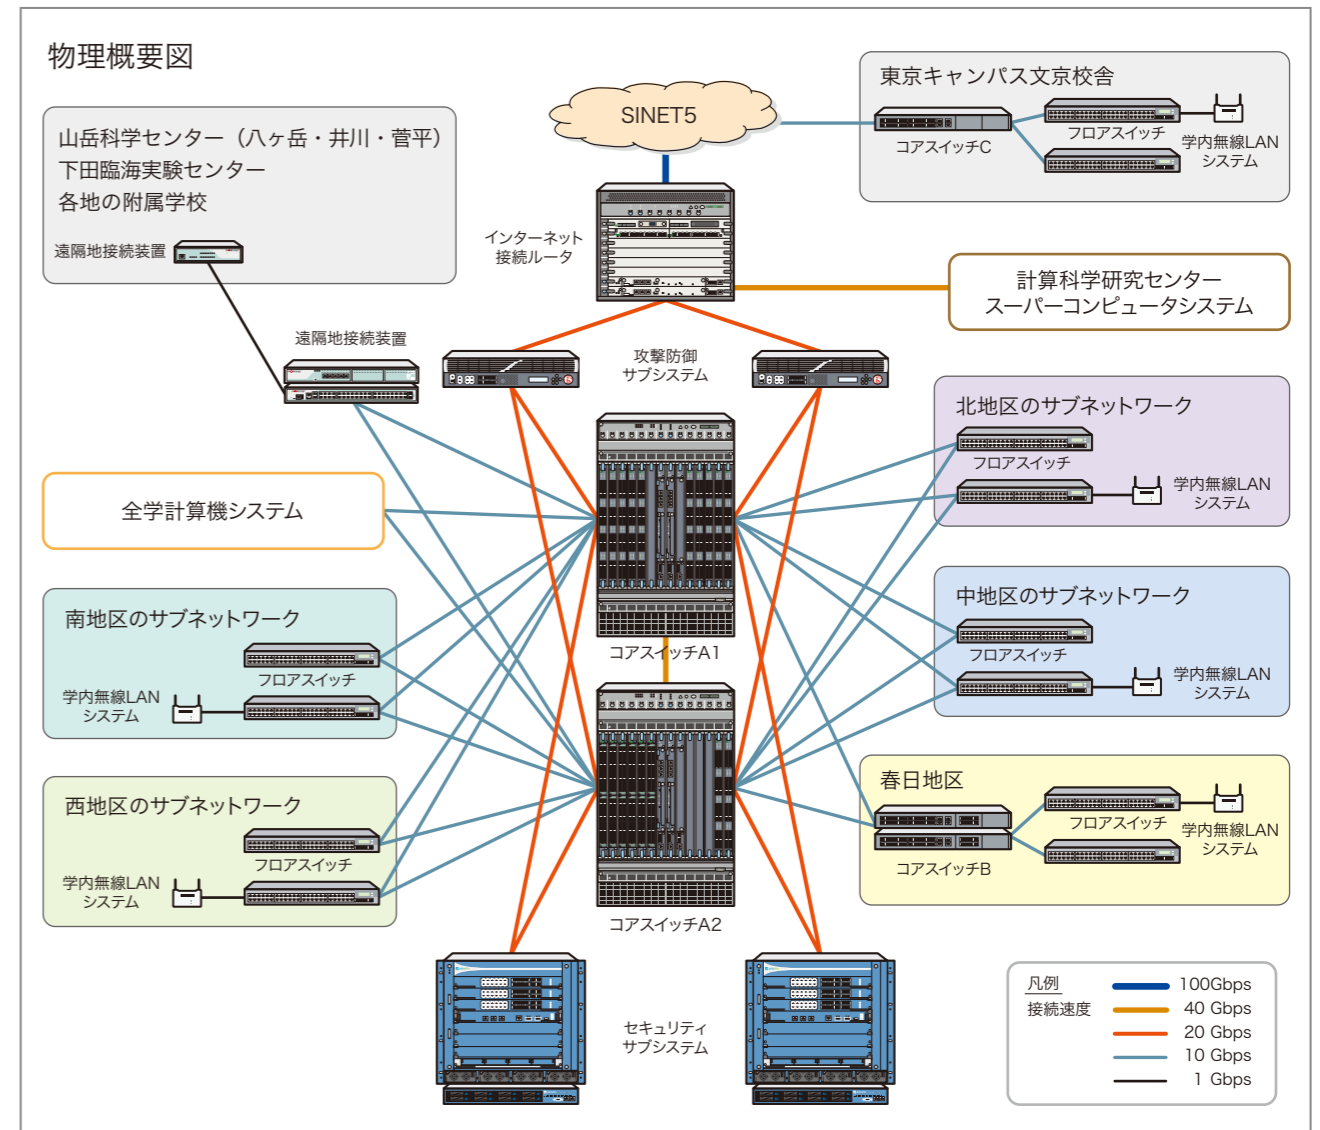 物理概要図
山岳科学センター（八ヶ岳・井川・菅平）
下田臨海実験センター
各地の附属学校
遠隔地接続装置
SINET5
東京キャンパス文京校舎
コアスイッチC
フロアスイッチ
学内無線LAN
システム
インターネット
接続ルータ
計算科学研究センター
スーパーコンピュータシステム
遠隔地接続装置
攻撃防御
サブシステム
北地区のサブネットワーク
フロアスイッチ
学内無線LAN
システム
全学計算機システム
南地区のサブネットワーク
フロアスイッチ
学内無線LAN
システム
コアスイッチA1
中地区のサブネットワーク
フロアスイッチ
学内無線LAN
システム
西地区のサブネットワーク
フロアスイッチ
学内無線LAN
システム
コアスイッチA2
春日地区
コアスイッチB
フロアスイッチ
学内無線LAN
システム
セキュリティ
サブシステム
凡例
接続速度
100Gbps
40 Gbps
20 Gbps
10 Gbps
1 Gbps